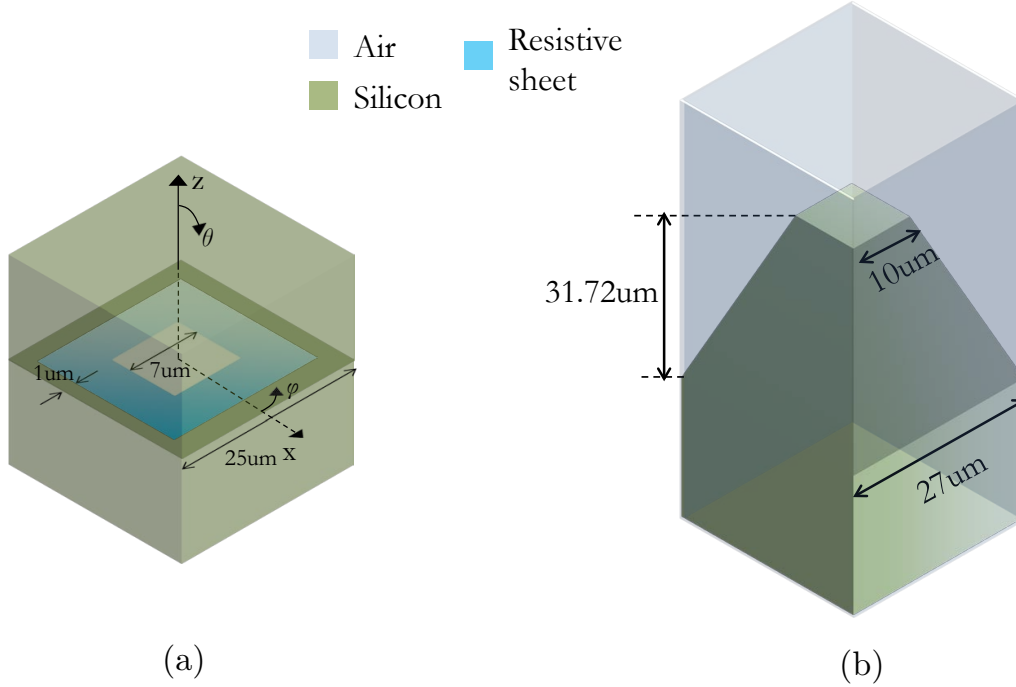 Air
Resistive
sheet
Silicon
z
θ
1um
7um
φ
x
25um
31.72um
10um
27um
(a)
(b)